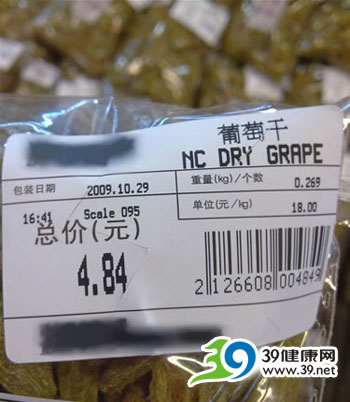 葡萄干
NC DRY GRAPE
包装日期 2009.10.29 重量(kg)/个数 0.269
16:41 Scale 095 单位(元/kg) 18.00
总价(元)
4.84
2 126608 004849
39 39健康网
www.39.net